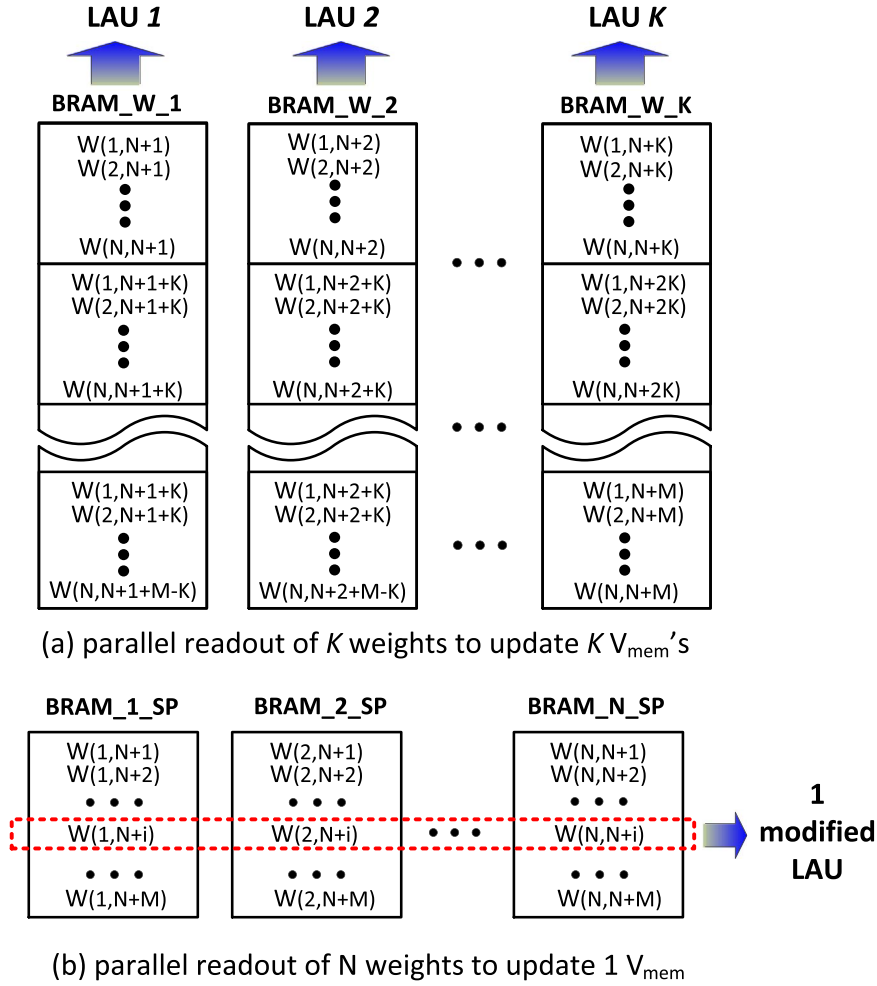 LAU 1 LAU 2 LAU K
BRAM_W_1 BRAM_W_2 BRAM_W_K
W(1,N+1) W(1,N+2) W(1,N+K)
W(2,N+1) W(2,N+2) W(2,N+K)
W(N,N+1) W(N,N+2) W(N,N+K)
W(1,N+1+K) W(1,N+2+K) W(1,N+2K)
W(2,N+1+K) W(2,N+2+K) W(2,N+2K)
W(N,N+1+K) W(N,N+2+K) W(N,N+2K)
W(1,N+1+K) W(1,N+2+K) W(1,N+M)
W(2,N+1+K) W(2,N+2+K) W(2,N+M)
W(N,N+1+M-K) W(N,N+2+M-K) W(N,N+M)
(a) parallel readout of K weights to update K Vmem's
BRAM_1_SP BRAM_2_SP BRAM_N_SP
W(1,N+1) W(2,N+1) W(N,N+1)
W(1,N+2) W(2,N+2) W(N,N+2)
W(1,N+i) W(2,N+i) W(N,N+i)
W(1,N+M) W(2,N+M) W(N,N+M)
1
modified
LAU
(b) parallel readout of N weights to update 1 Vmem